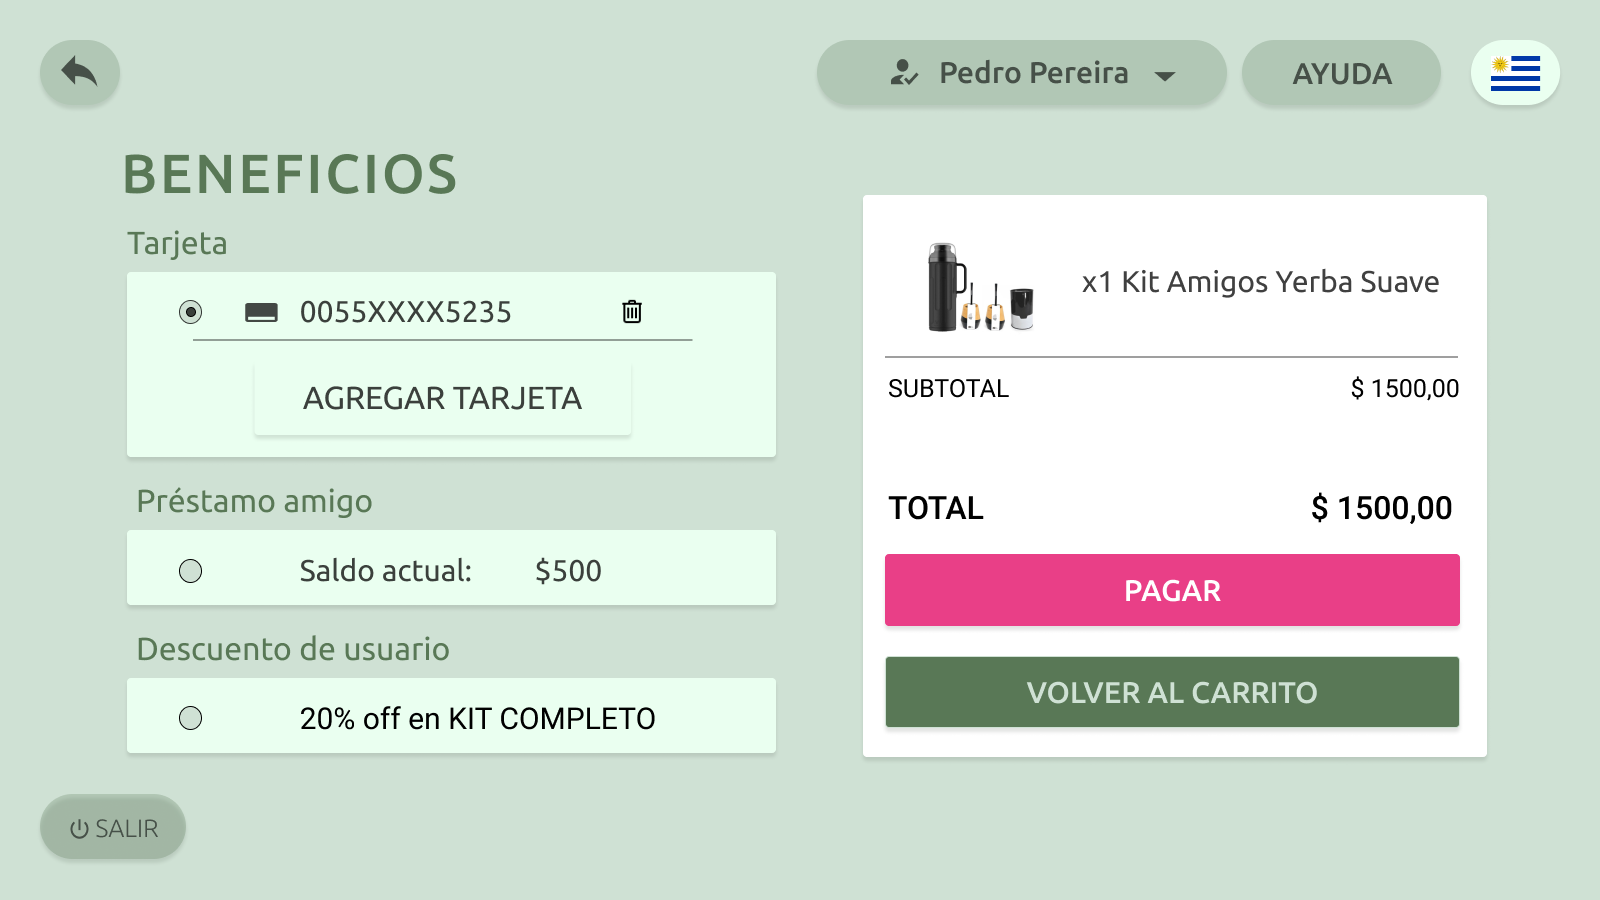 Pedro Pereira
AYUDA
BENEFICIOS
Tarjeta
0055XXXX5235
AGREGAR TARJETA
Préstamo amigo
Saldo actual: $500
Descuento de usuario
20% off en KIT COMPLETO
SALIR
x1 Kit Amigos Yerba Suave
SUBTOTAL $ 1500,00
TOTAL $ 1500,00
PAGAR
VOLVER AL CARRITO